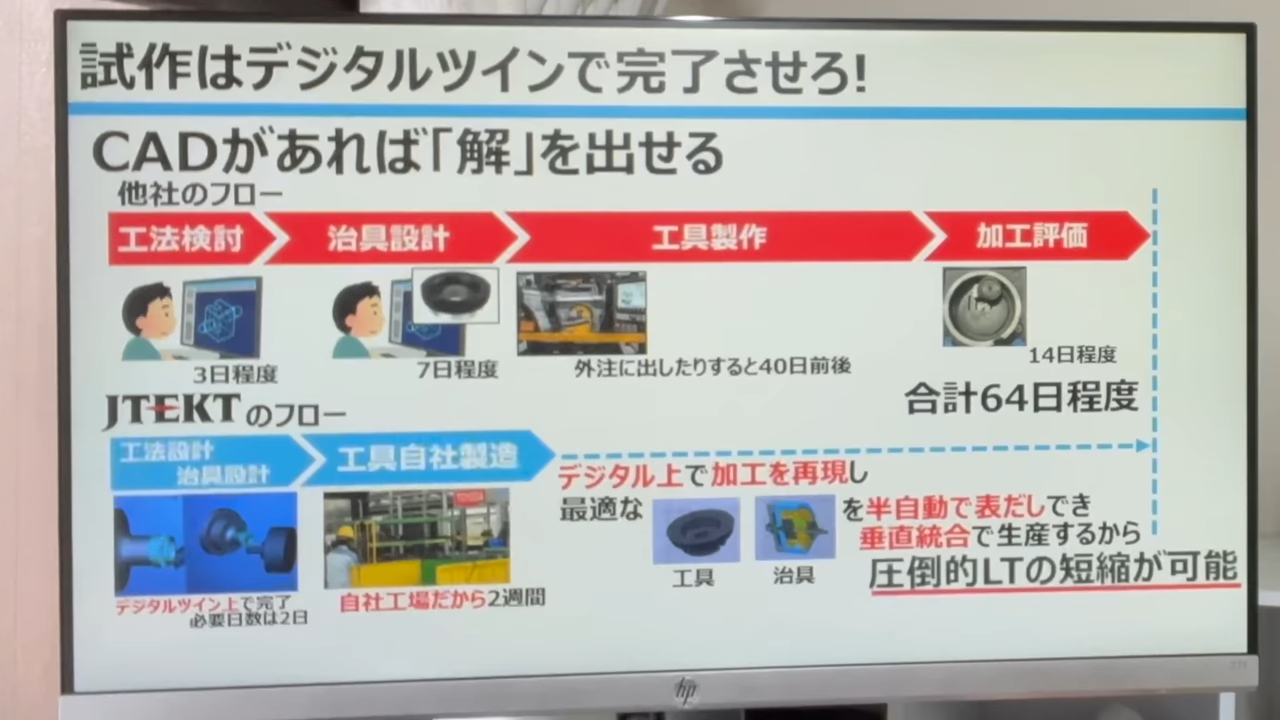 試作はデジタルツインで完了させろ!
CADがあれば「解」を出せる
他社のフロー
工法検討
治具設計
工具製作
加工評価
3日程度
7日程度
外注に出したりすると40日前後
14日程度
合計64日程度
JTEKTのフロー
工法設計
治具設計
工具自社製造
デジタル上で加工を再現し
最適な
工具
治具
を半自動で表だしでき
垂直統合で生産するから
圧倒的LTの短縮が可能
デジタルツイン上で完了
必要日数は2日
自社工場だから2週間
hp